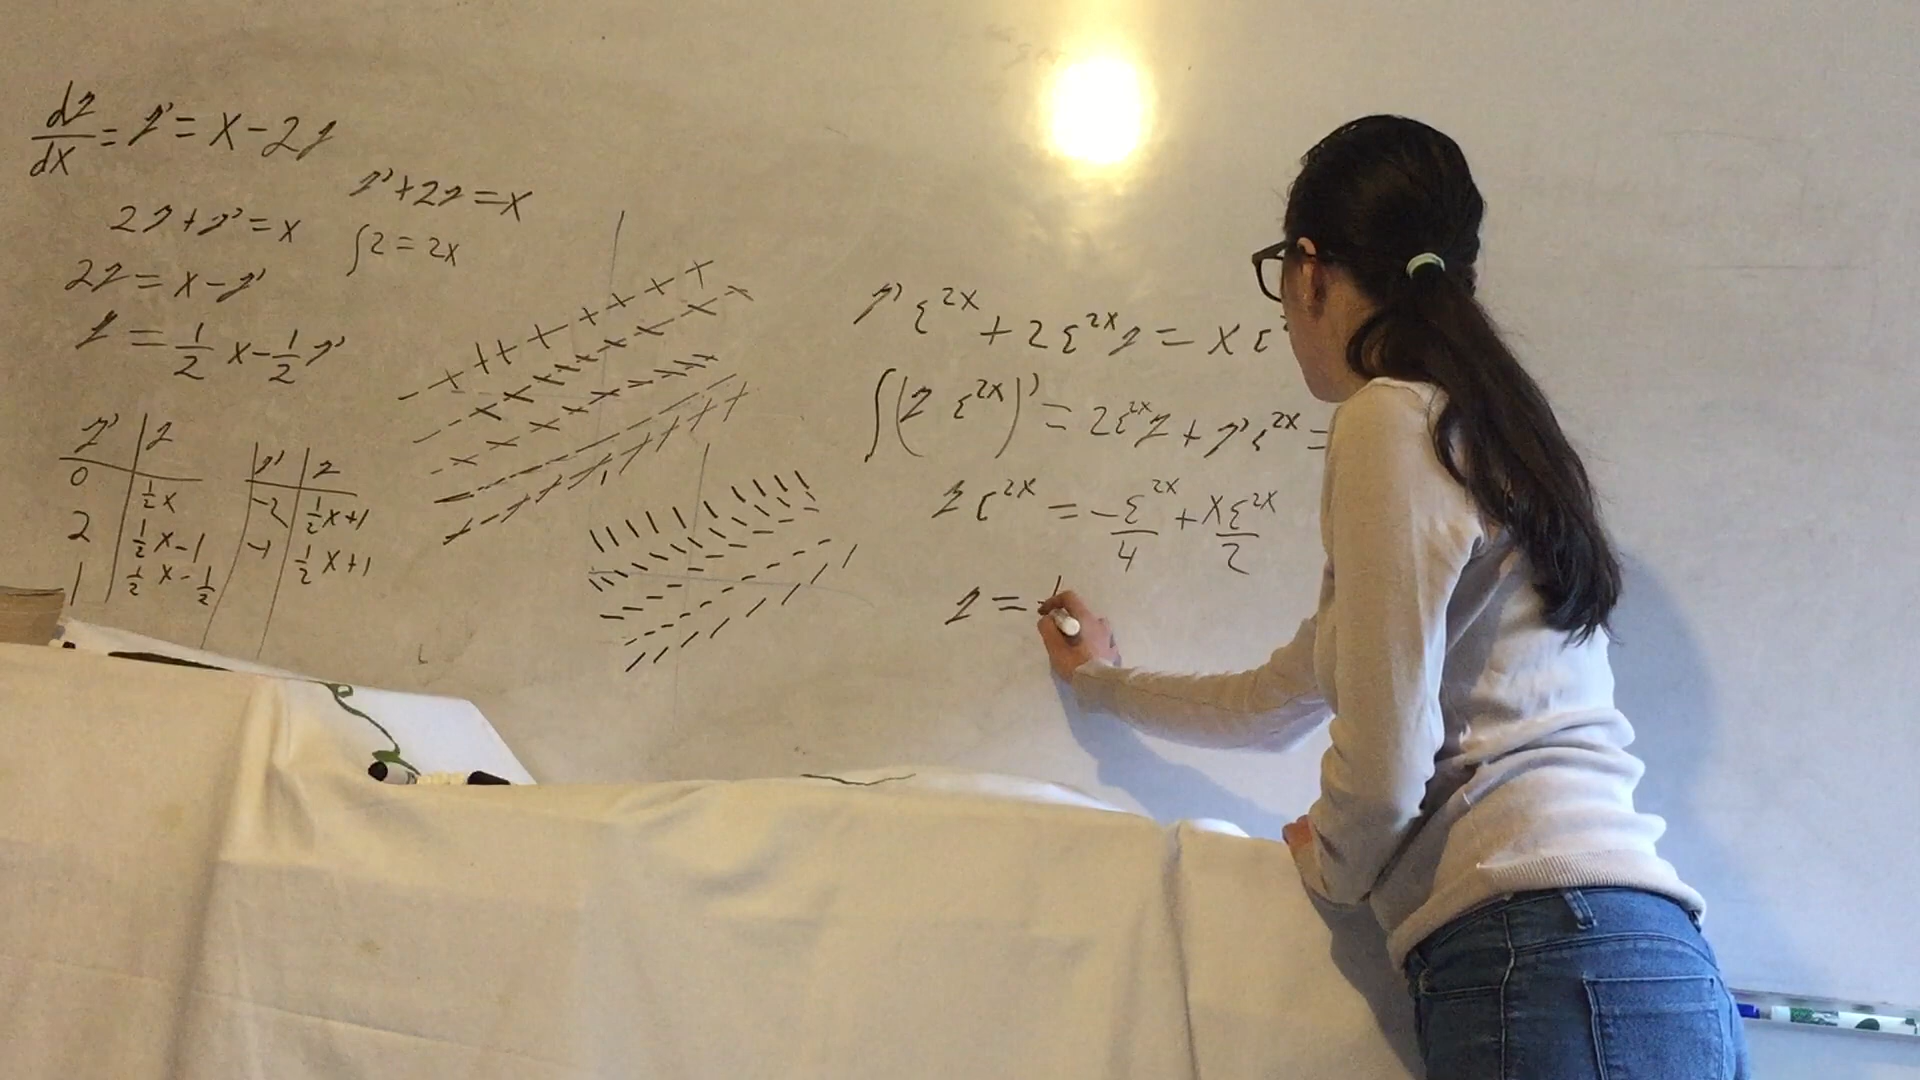 dy/dx = y' = x - 2y
2y + y' = x
2y = x - y'
y = 1/2 x - 1/2 y'
y' + 2y = x
∫2 = 2x
y' | y
0 | 1/2 x
2 | 1/2 x - 1
1 | 1/2 x - 1/2
y' | y
-2 | 1/2 x + 1
-1 | 1/2 x + 1
y' e^2x + 2e^2x y = x e
∫(y e^2x)' = 2e^2x y + y' e^2x =
y e^2x = -e^2x/4 + xe^2x/2
y =